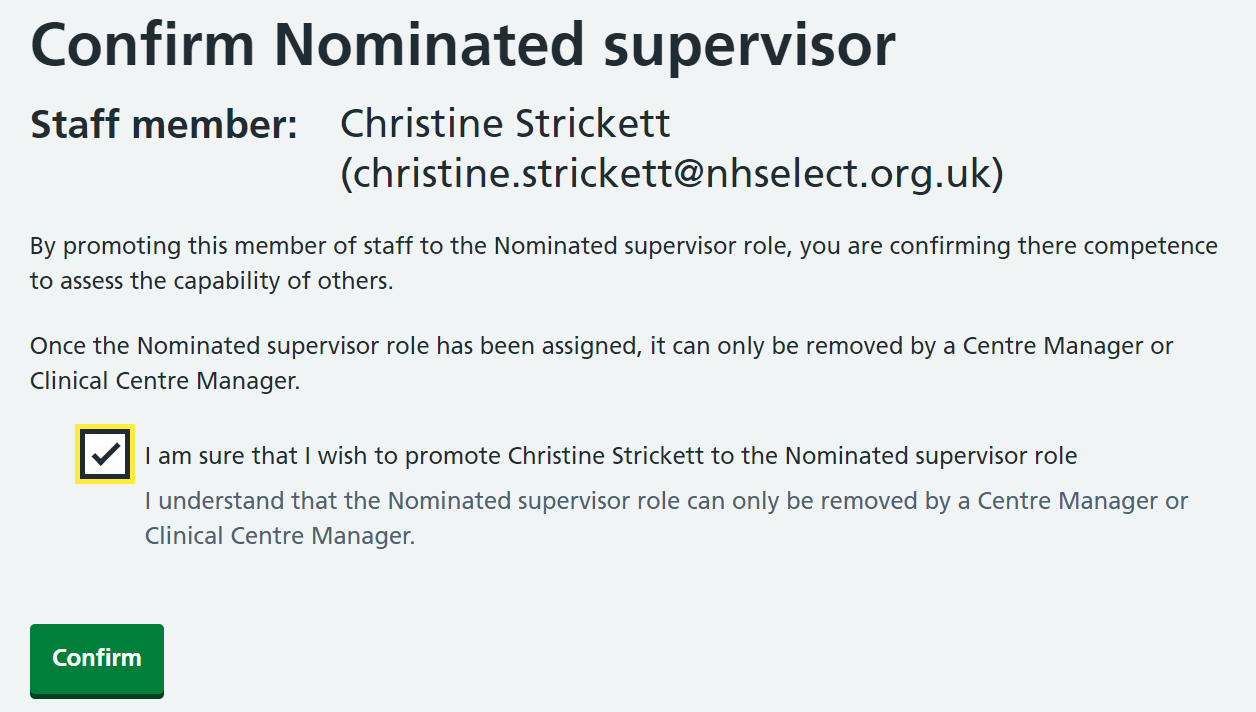 Confirm Nominated supervisor
Staff member: Christine Strickett
(christine.strickett@nhselect.org.uk)
By promoting this member of staff to the Nominated supervisor role, you are confirming there competence
to assess the capability of others.
Once the Nominated supervisor role has been assigned, it can only be removed by a Centre Manager or
Clinical Centre Manager.
I am sure that I wish to promote Christine Strickett to the Nominated supervisor role
I understand that the Nominated supervisor role can only be removed by a Centre Manager or
Clinical Centre Manager.
Confirm